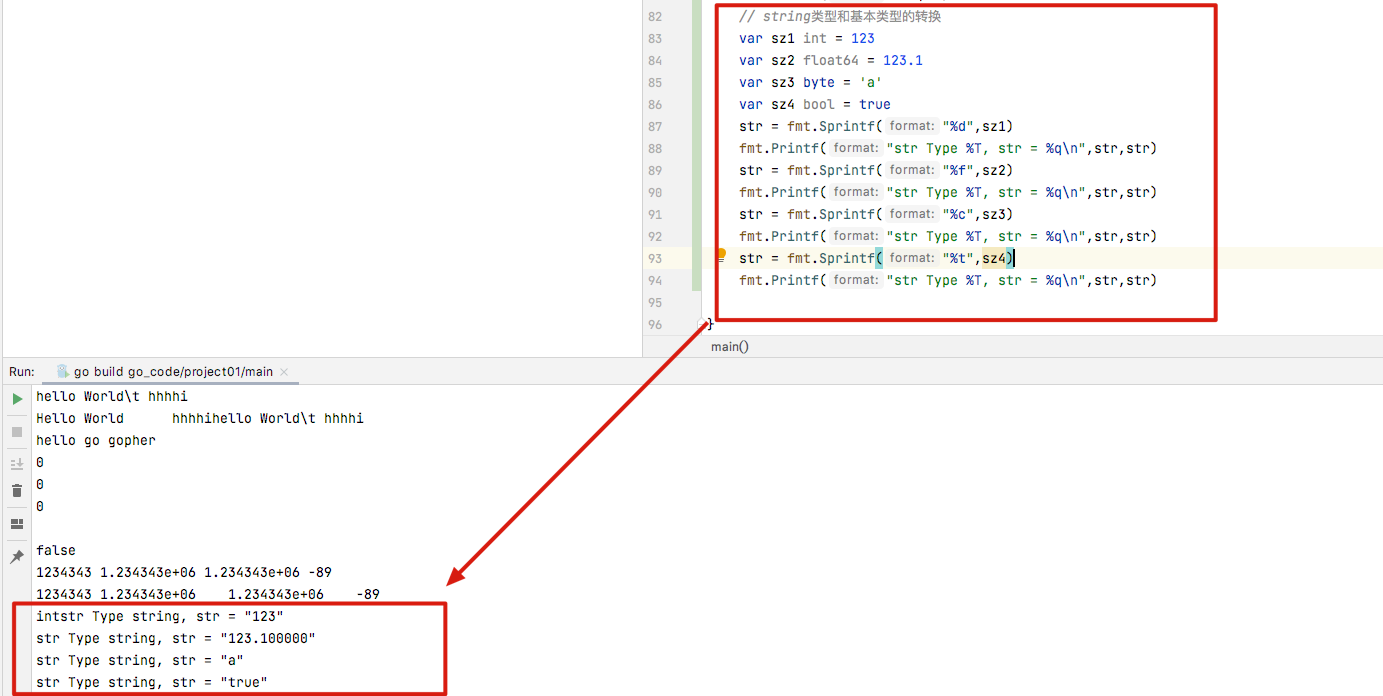 82 // string类型和基本类型的转换
83 var sz1 int = 123
84 var sz2 float64 = 123.1
85 var sz3 byte = 'a'
86 var sz4 bool = true
87 str = fmt.Sprintf( format: "%d",sz1)
88 fmt.Printf( format: "str Type %T, str = %q\n",str,str)
89 str = fmt.Sprintf( format: "%f",sz2)
90 fmt.Printf( format: "str Type %T, str = %q\n",str,str)
91 str = fmt.Sprintf( format: "%c",sz3)
92 fmt.Printf( format: "str Type %T, str = %q\n",str,str)
93 str = fmt.Sprintf( format: "%t",sz4)
94 fmt.Printf( format: "str Type %T, str = %q\n",str,str)
95
96 }
main()
Run: go build go_code/project01/main
hello World\t hhhhi
Hello World      hhhhihello World\t hhhhi
hello go gopher
0
0
0
false
1234343 1.234343e+06 1.234343e+06 -89
1234343 1.234343e+06    1.234343e+06    -89
intstr Type string, str = "123"
str Type string, str = "123.100000"
str Type string, str = "a"
str Type string, str = "true"